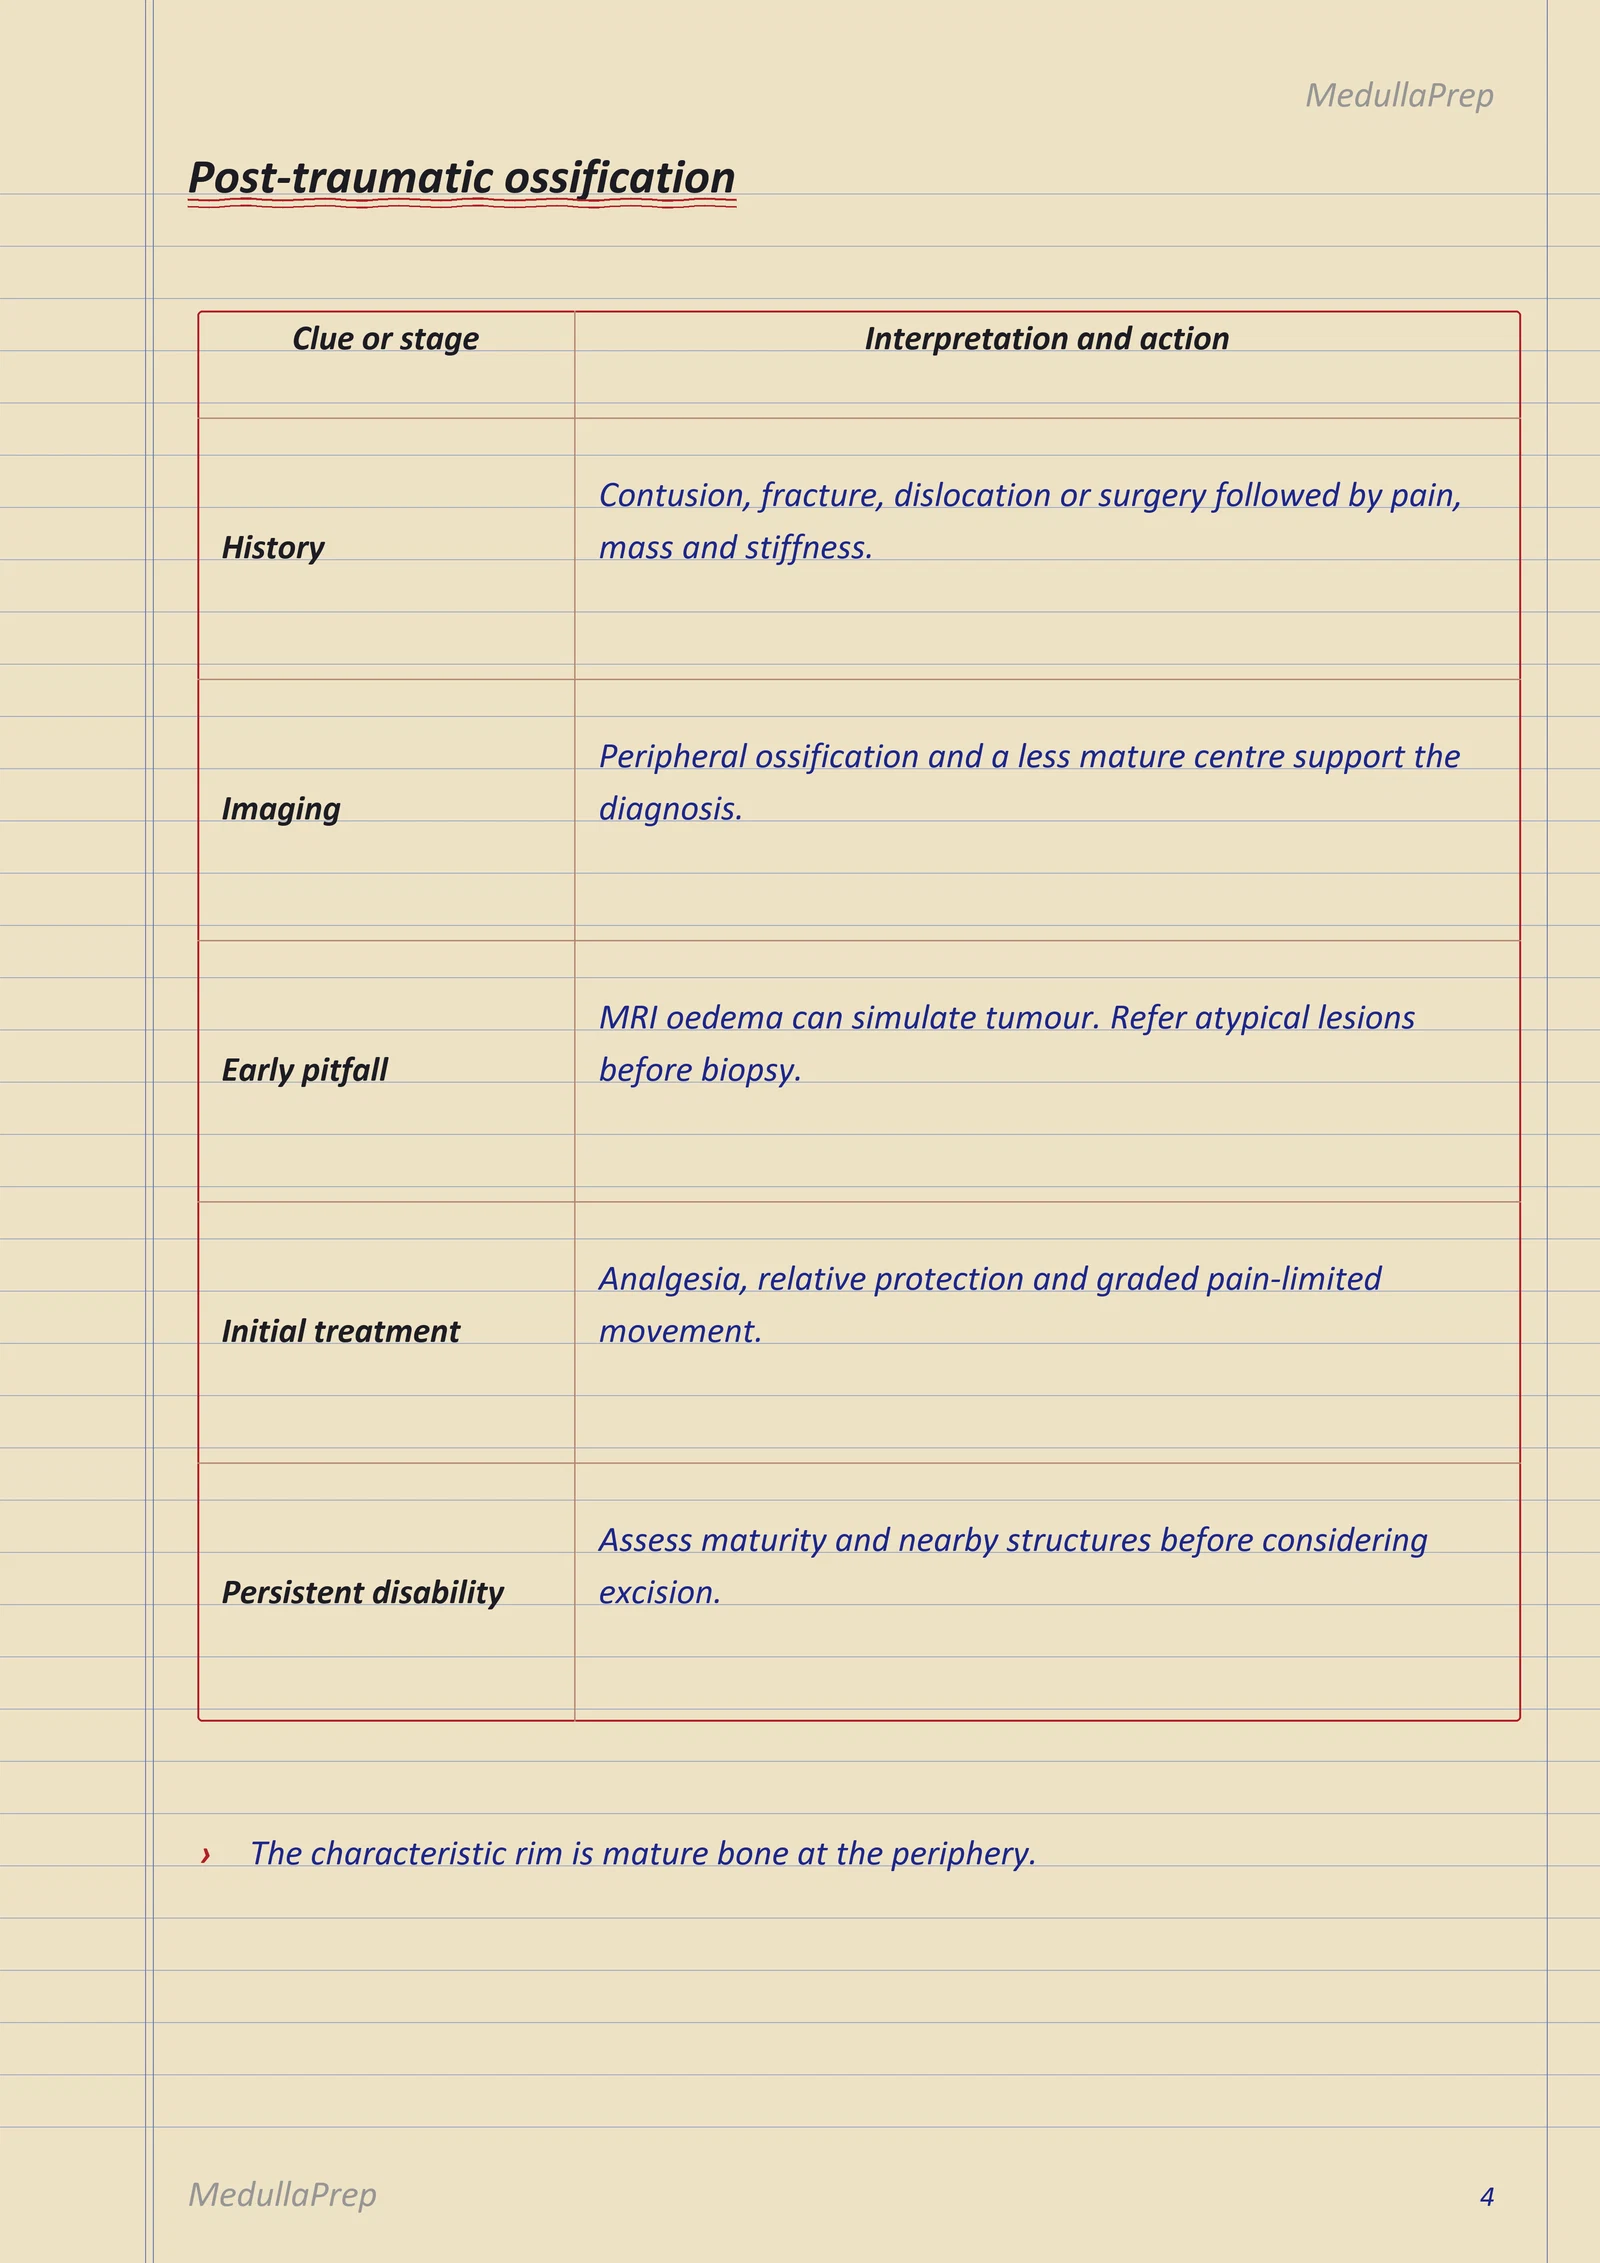 MedullaPrep
Post-traumatic ossification
Clue or stage
Interpretation and action
History
Contusion, fracture, dislocation or surgery followed by pain,
mass and stiffness.
Imaging
Peripheral ossification and a less mature centre support the
diagnosis.
Early pitfall
MRI oedema can simulate tumour. Refer atypical lesions
before biopsy.
Initial treatment
Analgesia, relative protection and graded pain-limited
movement.
Persistent disability
Assess maturity and nearby structures before considering
excision.
› The characteristic rim is mature bone at the periphery.
MedullaPrep
4